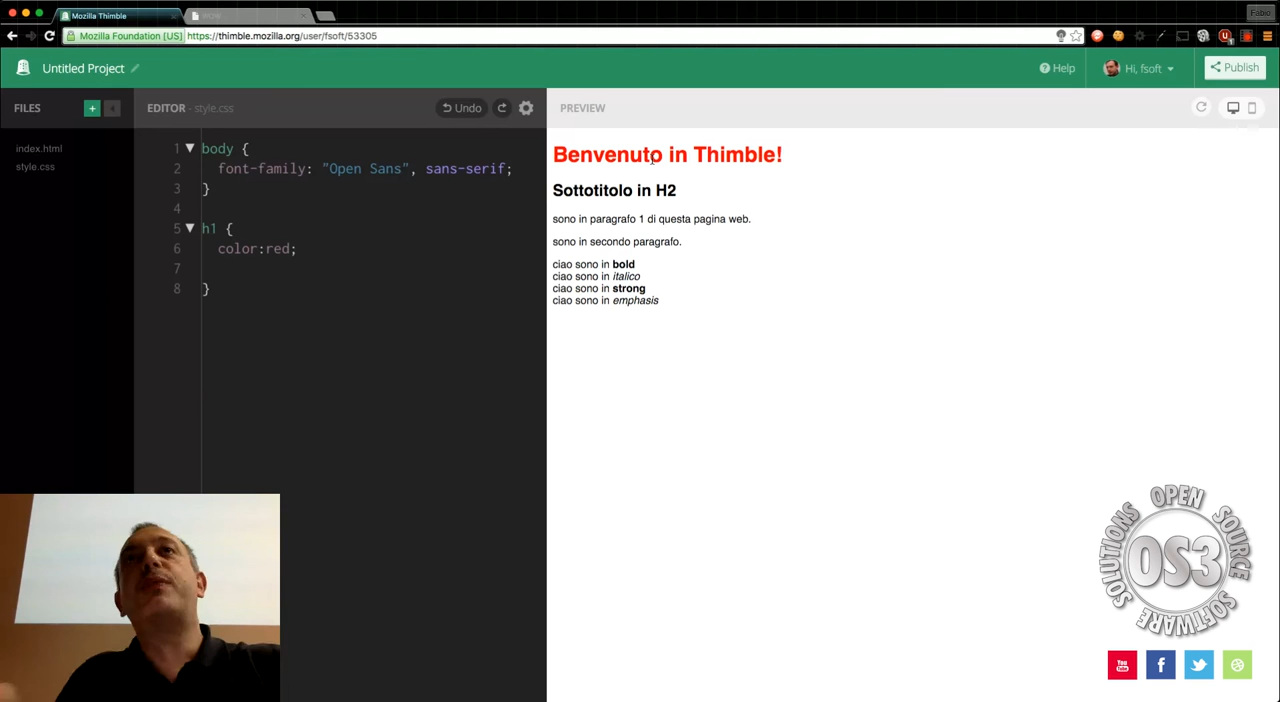 Mozilla Thimble
Fabio
Mozilla Foundation [US] https://thimble.mozilla.org/user/fsoft/53305
Untitled Project
Help
Hi, fsoft
Publish
FILES
EDITOR - style.css
Undo
PREVIEW
index.html
style.css
1 body {
2 font-family: "Open Sans", sans-serif;
3 }
4
5 h1 {
6 color:red;
7
8 }
Benvenuto in Thimble!
Sottotitolo in H2
sono in paragrafo 1 di questa pagina web.
sono in secondo paragrafo.
ciao sono in bold
ciao sono in italico
ciao sono in strong
ciao sono in emphasis
OPEN SOURCE SOFTWARE SOLUTIONS
OS3
You Tube